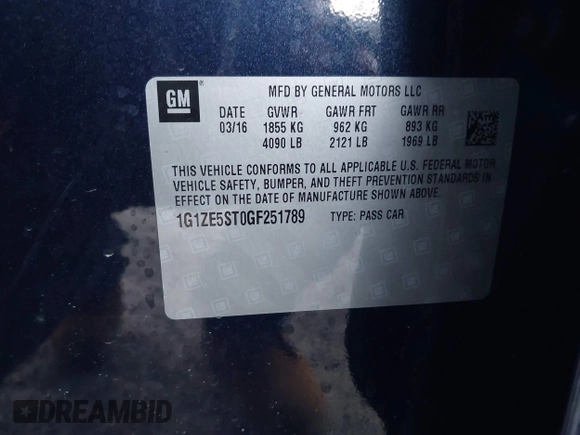 GM
MFD BY GENERAL MOTORS LLC
DATE GVWR GAWR FRT GAWR RR
03/16 1855 KG 962 KG 893 KG
4090 LB 2121 LB 1969 LB
THIS VEHICLE CONFORMS TO ALL APPLICABLE U.S. FEDERAL MOTOR
VEHICLE SAFETY, BUMPER, AND THEFT PREVENTION STANDARDS IN
EFFECT ON THE DATE OF MANUFACTURE SHOWN ABOVE.
1G1ZE5ST0GF251789 TYPE: PASS CAR
DREAMBID